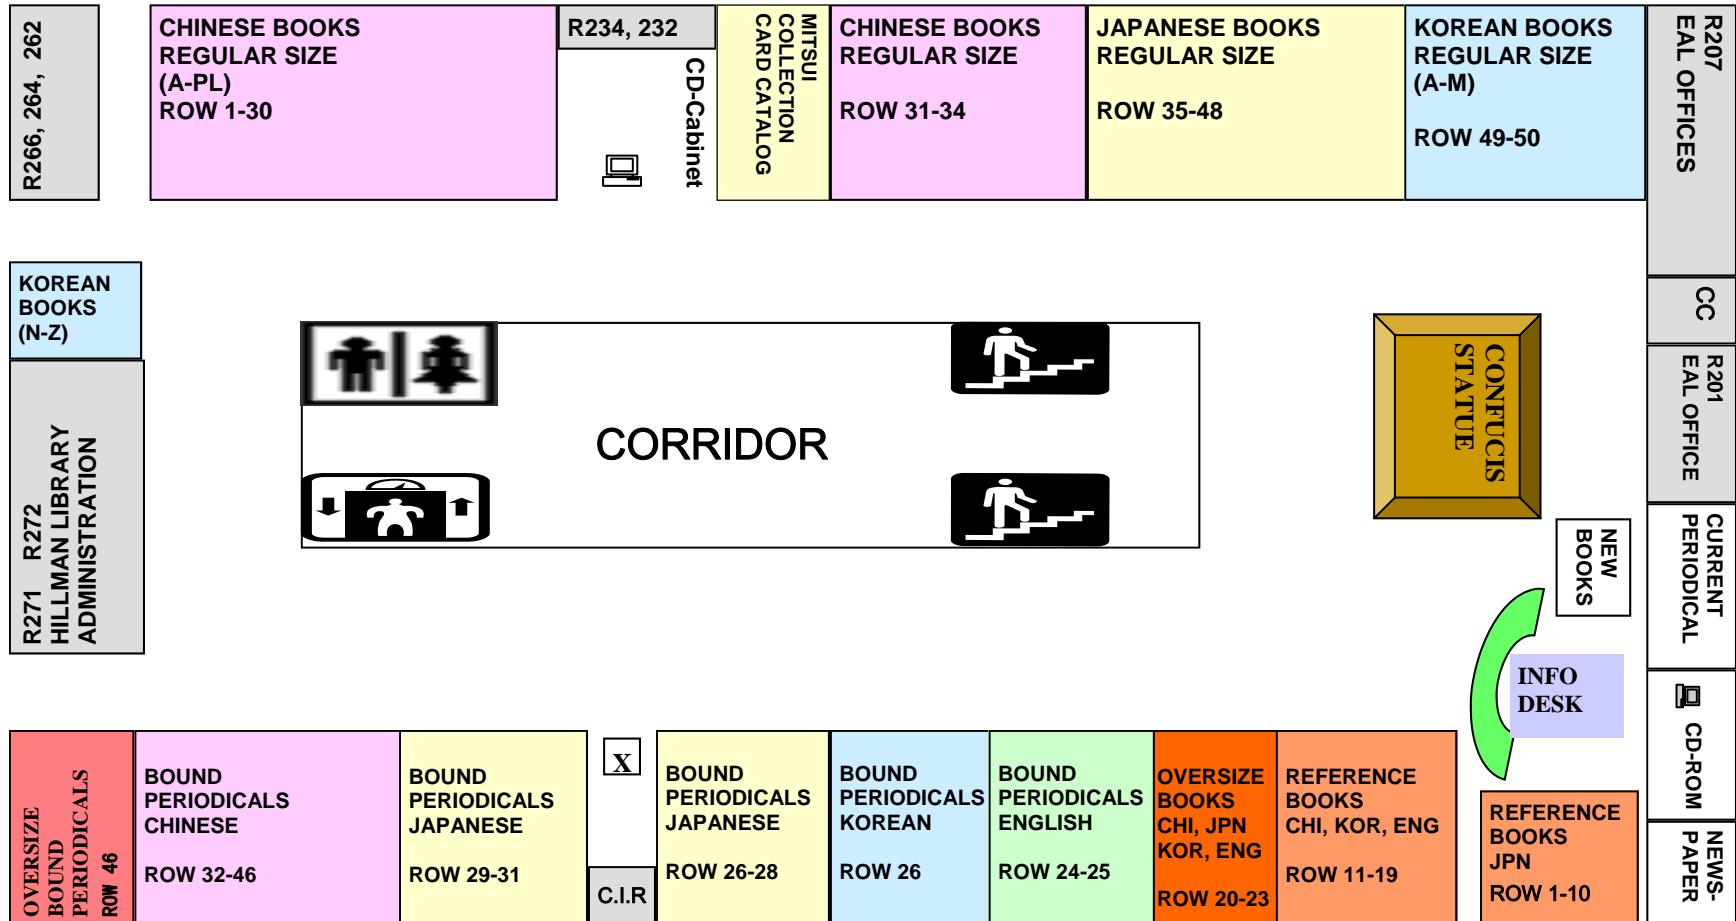 R266, 264, 262
CHINESE BOOKS
REGULAR SIZE
(A-PL)
ROW 1-30
R234, 232
CD-Cabinet
MITSUI
COLLECTION
CARD CATALOG
CHINESE BOOKS
REGULAR SIZE
ROW 31-34
JAPANESE BOOKS
REGULAR SIZE
ROW 35-48
KOREAN BOOKS
REGULAR SIZE
(A-M)
ROW 49-50
R207
EAL OFFICES
KOREAN
BOOKS
(N-Z)
CC
R201
EAL OFFICE
CONFUCIS
STATUE
CORRIDOR
R271 R272
HILLMAN LIBRARY
ADMINISTRATION
NEW
BOOKS
CURRENT
PERIODICAL
INFO
DESK
CD-ROM
OVERSIZE
BOUND
PERIODICALS
ROW 46
BOUND
PERIODICALS
CHINESE
ROW 32-46
BOUND
PERIODICALS
JAPANESE
ROW 29-31
X
C.I.R
BOUND
PERIODICALS
JAPANESE
ROW 26-28
BOUND
PERIODICALS
KOREAN
ROW 26
BOUND
PERIODICALS
ENGLISH
ROW 24-25
OVERSIZE
BOOKS
CHI, JPN
KOR, ENG
ROW 20-23
REFERENCE
BOOKS
CHI, KOR, ENG
ROW 11-19
REFERENCE
BOOKS
JPN
ROW 1-10
NEWS-
PAPER